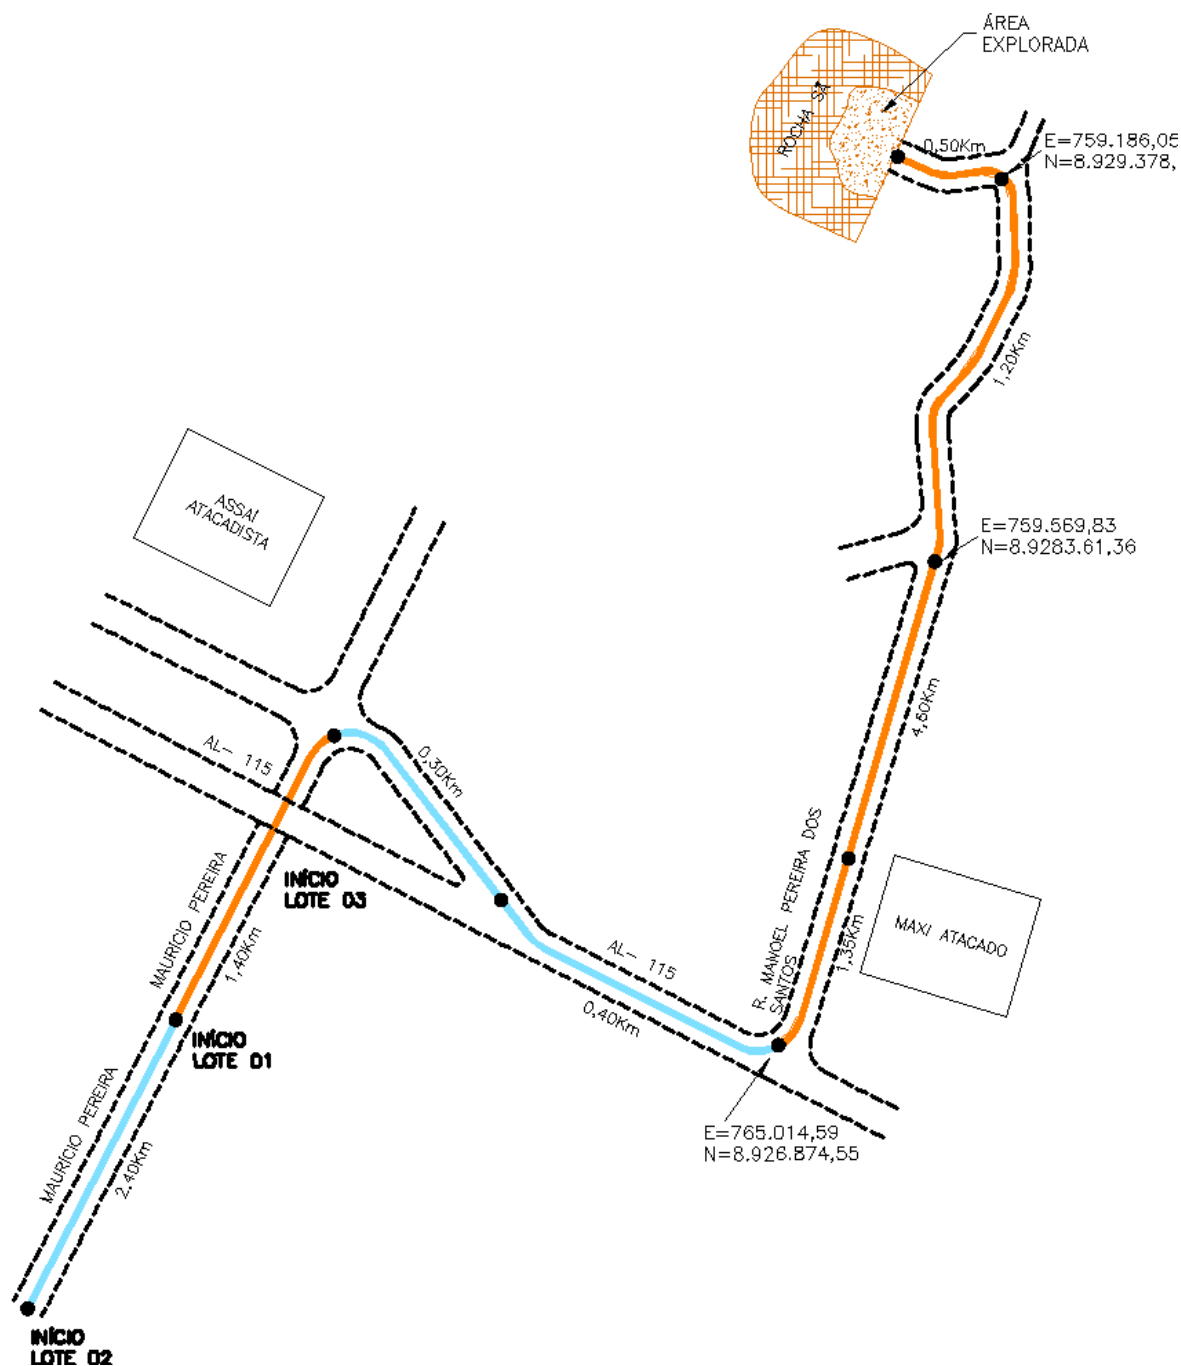 ÁREA
EXPLORADA
ROCHA SA
0,50Km
E=759.186,05
N=8.929.378,
1,20Km
ASSAI
ATACADISTA
E=759.569,83
N=8.9283.61,36
4,60Km
AL- 115
0,30Km
INÍCIO
LOTE 03
MAURÍCIO PEREIRA
1,40Km
R. MANOEL PEREIRA DOS
SANTOS
1,35Km
MAXI ATACADO
AL- 115
0,40Km
INÍCIO
LOTE 01
MAURÍCIO PEREIRA
2,40Km
E=765.014,59
N=8.926.874,55
INÍCIO
LOTE 02